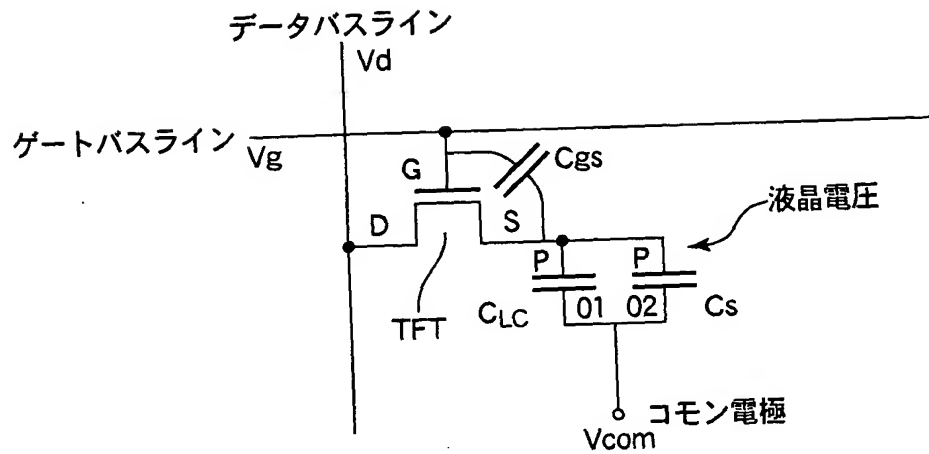 データバスライン
Vd
ゲートバスライン
Vg
G
Cgs
D
S
液晶電圧
P
P
CLC
01
02
Cs
TFT
コモン電極
Vcom